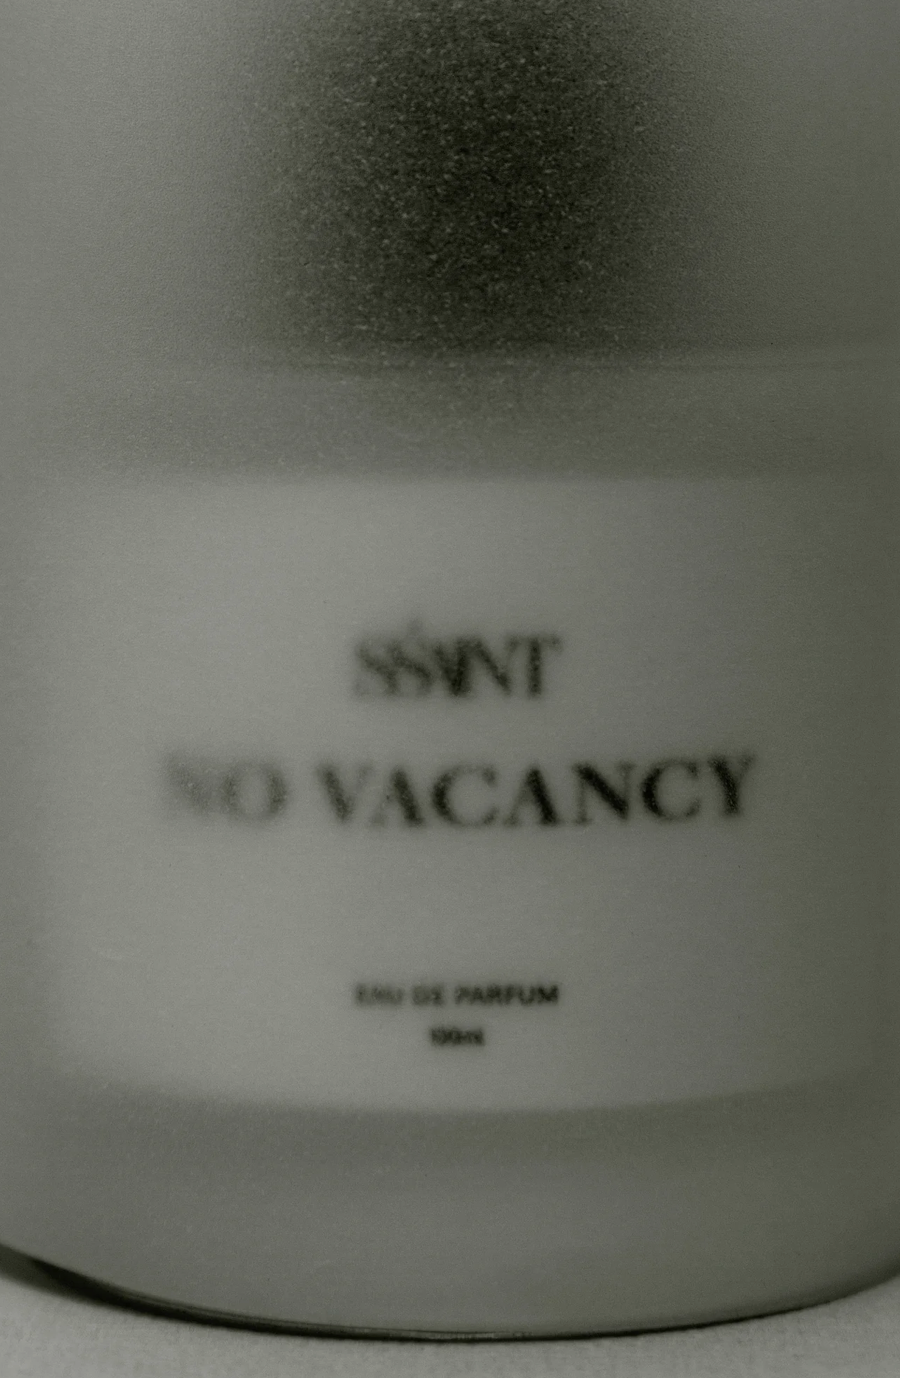 SSAINT
NO VACANCY
EAU DE PARFUM
100ml